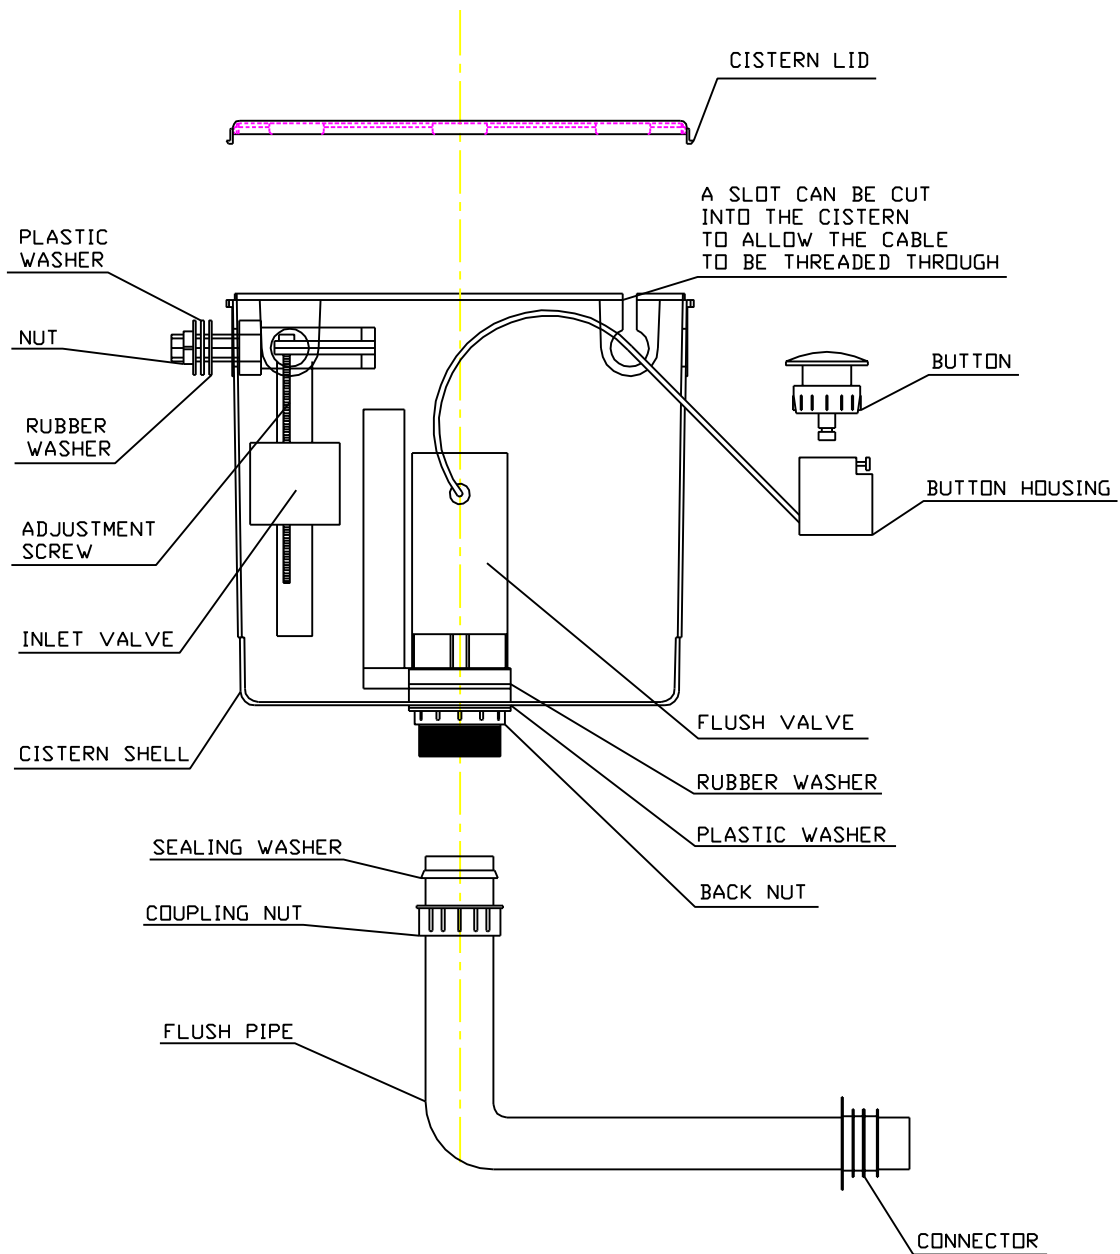 CISTERN LID
A SLOT CAN BE CUT
INTO THE CISTERN
TO ALLOW THE CABLE
TO BE THREADED THROUGH
PLASTIC
WASHER
NUT
BUTTON
RUBBER
WASHER
BUTTON HOUSING
ADJUSTMENT
SCREW
INLET VALVE
FLUSH VALVE
CISTERN SHELL
RUBBER WASHER
PLASTIC WASHER
SEALING WASHER
BACK NUT
COUPLING NUT
FLUSH PIPE
CONNECTOR